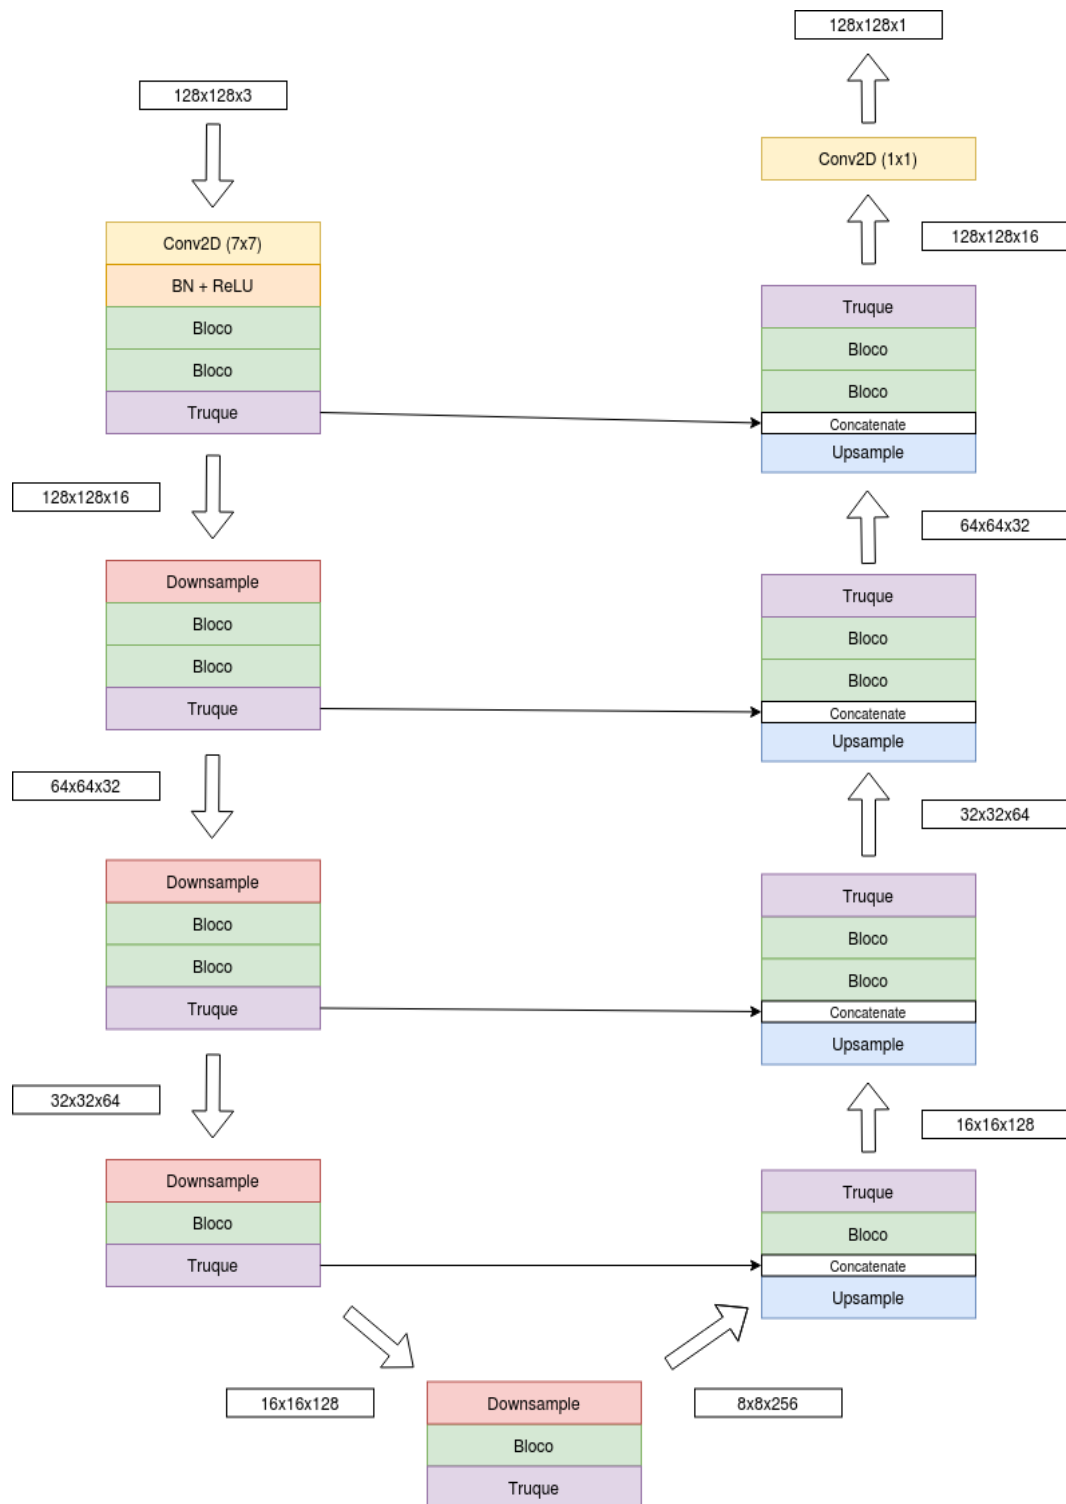 128x128x3
Conv2D (7x7)
BN + ReLU
Bloco
Bloco
Truque
128x128x16
Downsample
Bloco
Bloco
Truque
64x64x32
Downsample
Bloco
Bloco
Truque
32x32x64
Downsample
Bloco
Truque
16x16x128
Downsample
Bloco
Truque
8x8x256
128x128x1
Conv2D (1x1)
128x128x16
Truque
Bloco
Bloco
Concatenate
Upsample
64x64x32
Truque
Bloco
Bloco
Concatenate
Upsample
32x32x64
Truque
Bloco
Bloco
Concatenate
Upsample
16x16x128
Truque
Bloco
Concatenate
Upsample